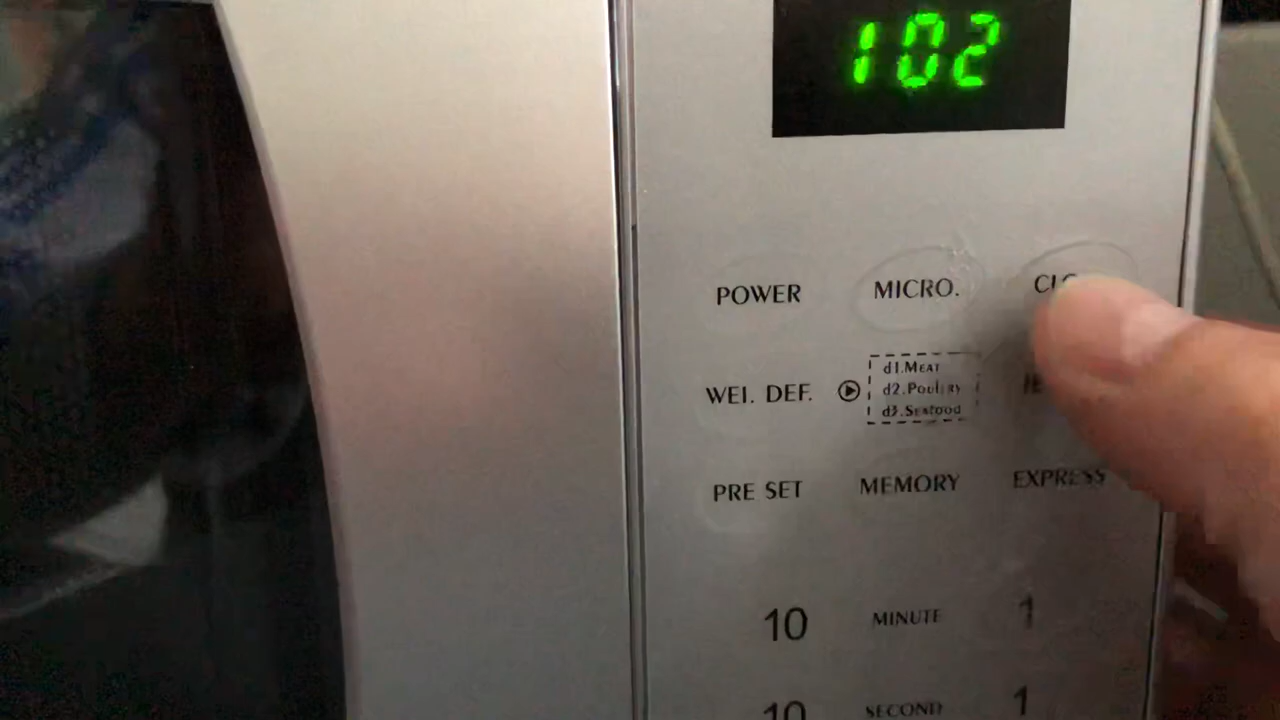 102
POWER MICRO.
d1.MEAT
WEI. DEF. d2.Poultry
d3.Seafood
PRE SET MEMORY EXPRESS
10 MINUTE 1
10 SECOND 1